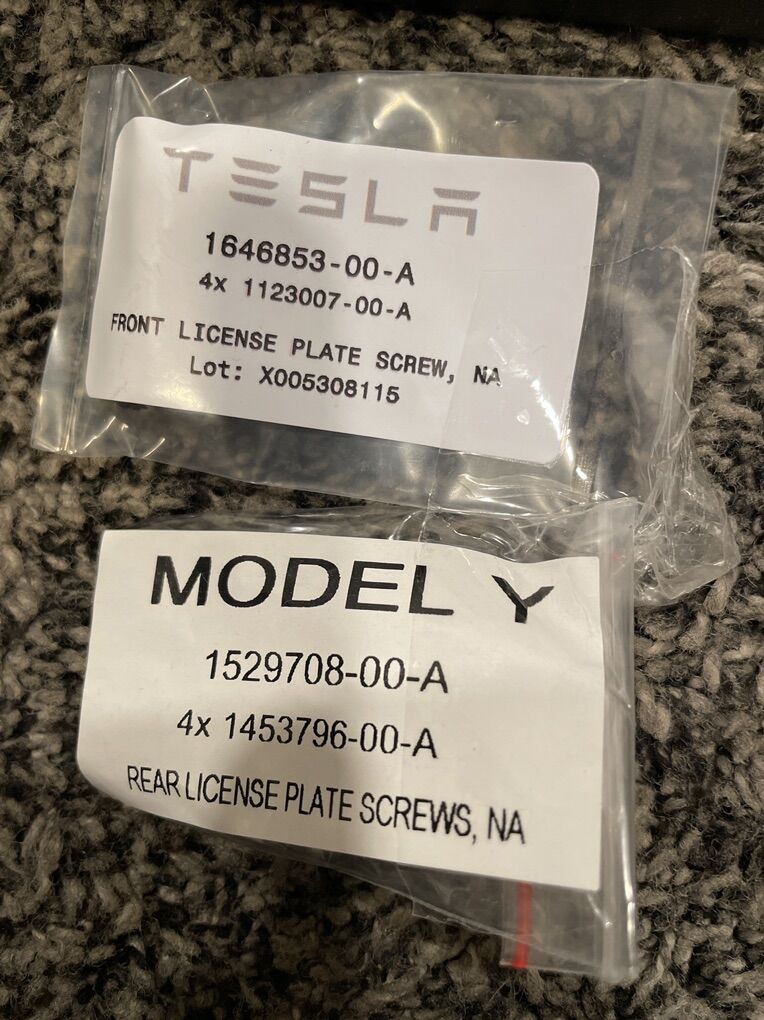 TESLA
1646853-00-A
4x 1123007-00-A
FRONT LICENSE PLATE SCREW, NA
Lot: X005308115
MODEL Y
1529708-00-A
4x 1453796-00-A
REAR LICENSE PLATE SCREWS, NA